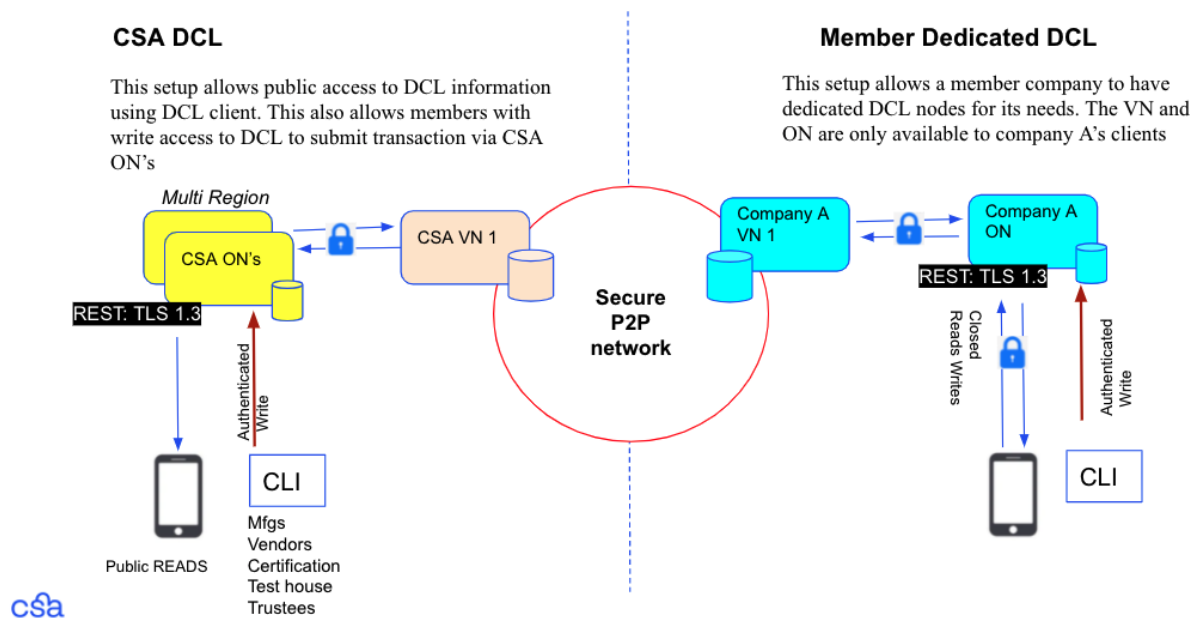 CSA DCL
This setup allows public access to DCL information
using DCL client. This also allows members with
write access to DCL to submit transaction via CSA
ON’s
Multi Region
CSA ON’s
REST: TLS 1.3
CSA VN 1
Authenticated
Write
CLI
Mfgs
Vendors
Certification
Test house
Trustees
Public READS
csa
Secure
P2P
network
Member Dedicated DCL
This setup allows a member company to have
dedicated DCL nodes for its needs. The VN and
ON are only available to company A’s clients
Company A
VN 1
Company A
ON
REST: TLS 1.3
Closed
Reads Writes
Authenticated
Write
CLI